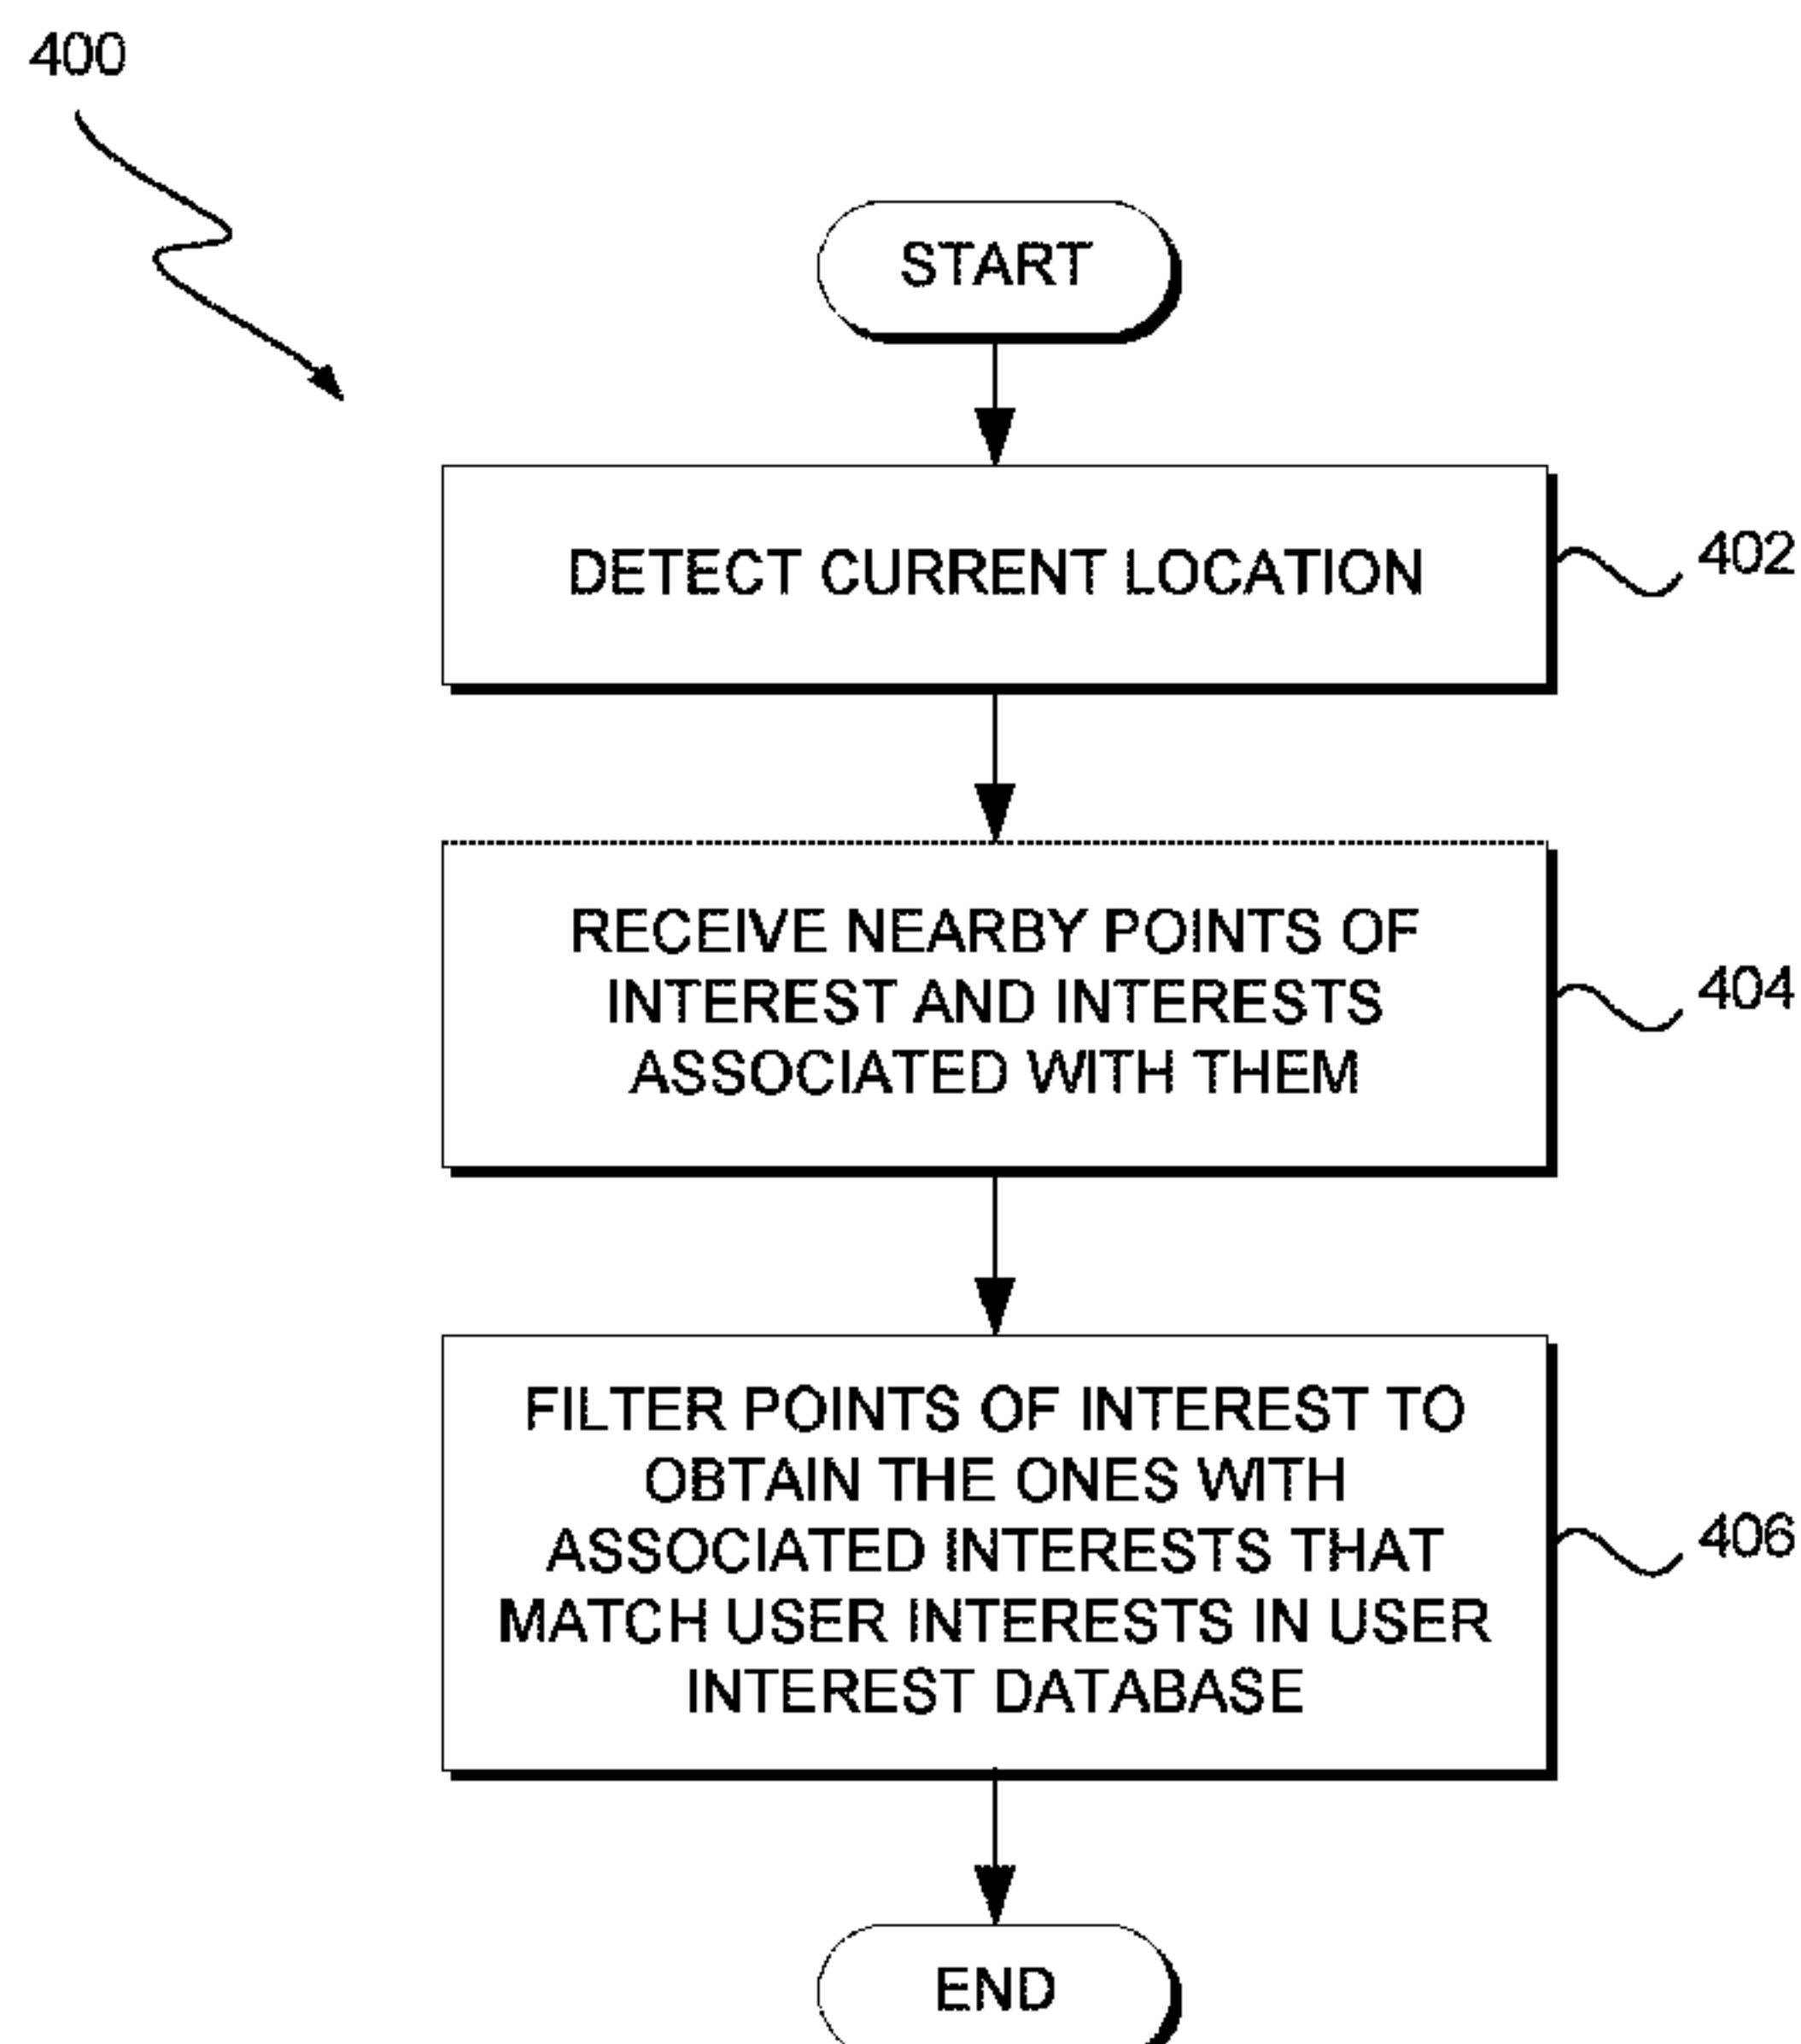 400
START
DETECT CURRENT LOCATION
402
RECEIVE NEARBY POINTS OF
INTEREST AND INTERESTS
ASSOCIATED WITH THEM
404
FILTER POINTS OF INTEREST TO
OBTAIN THE ONES WITH
ASSOCIATED INTERESTS THAT
MATCH USER INTERESTS IN USER
INTEREST DATABASE
406
END